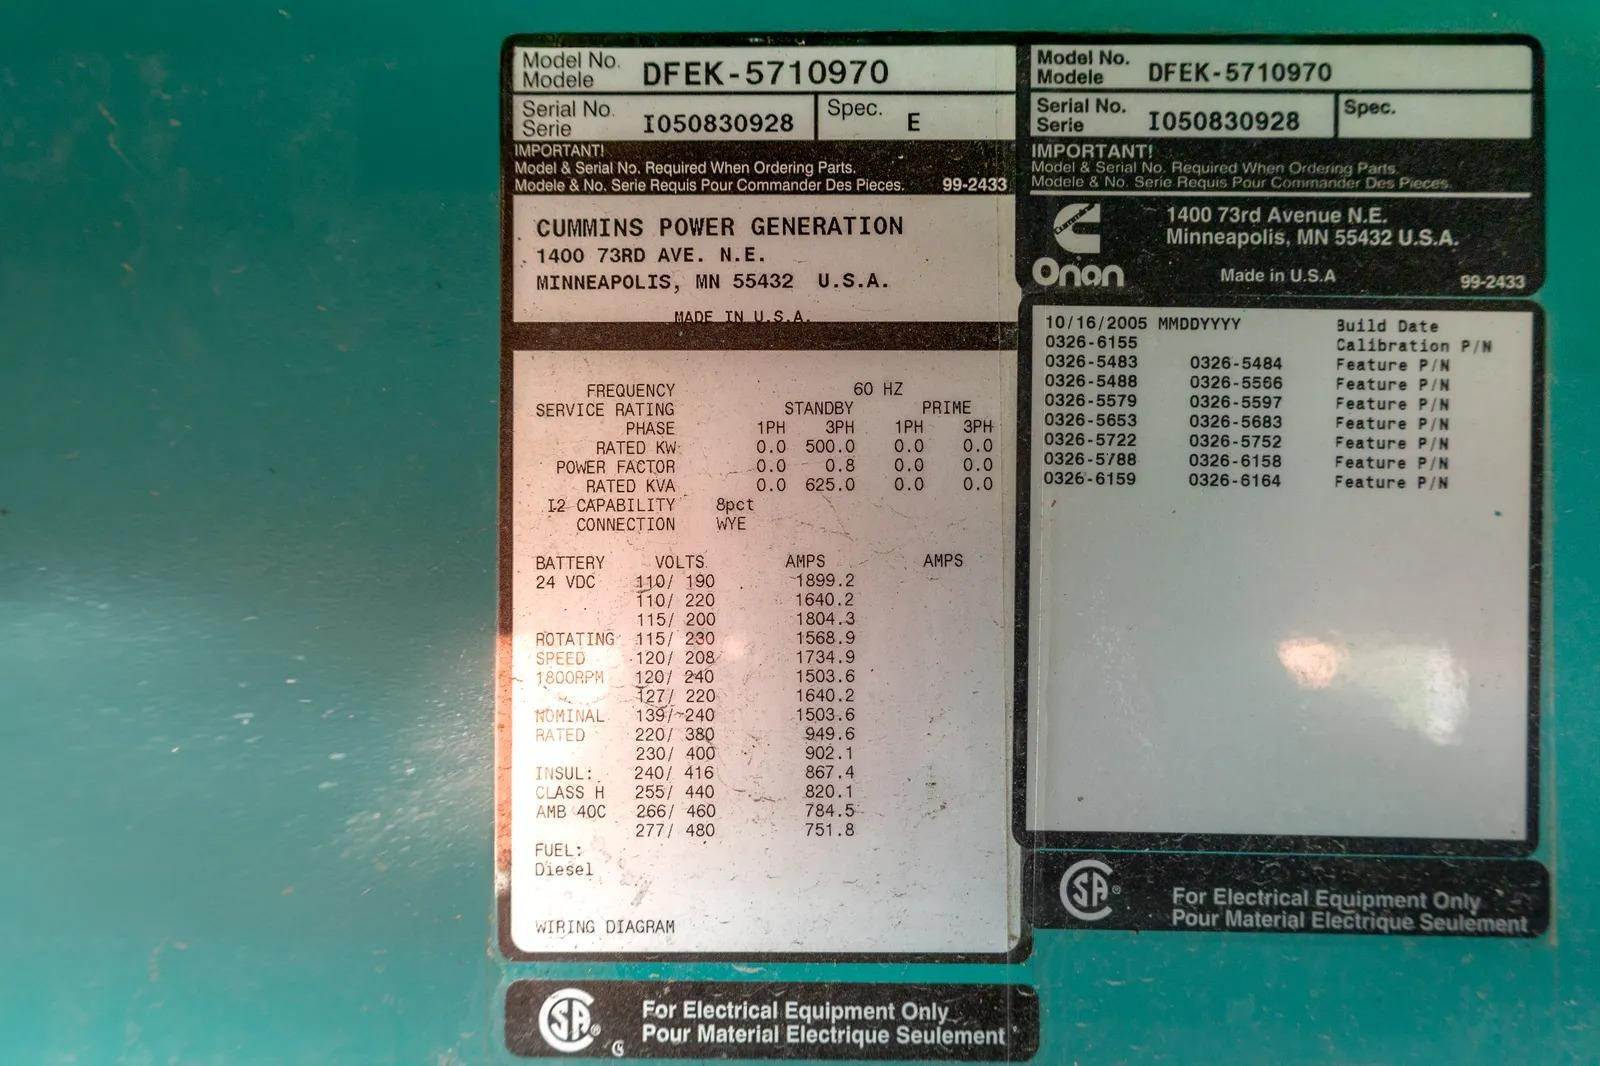 Model No.
Modele
DFEK-5710970
Serial No.
Serie
I050830928
Spec.
E
IMPORTANT!
Model & Serial No. Required When Ordering Parts.
Modele & No. Serie Requis Pour Commander Des Pieces. 99-2433
CUMMINS POWER GENERATION
1400 73RD AVE. N.E.
MINNEAPOLIS, MN 55432 U.S.A.
MADE IN U.S.A.
FREQUENCY 60 HZ
SERVICE RATING STANDBY PRIME
PHASE 1PH 3PH 1PH 3PH
RATED KW 0.0 500.0 0.0 0.0
POWER FACTOR 0.0 0.8 0.0 0.0
RATED KVA 0.0 625.0 0.0 0.0
I2 CAPABILITY 8pct
CONNECTION WYE
BATTERY VOLTS AMPS AMPS
24 VDC 110/ 190 1899.2
110/ 220 1640.2
115/ 200 1804.3
ROTATING 115/ 230 1568.9
SPEED 120/ 208 1734.9
1800RPM 120/ 240 1503.6
127/ 220 1640.2
NOMINAL 139/ 240 1503.6
RATED 220/ 380 949.6
230/ 400 902.1
INSUL: 240/ 416 867.4
CLASS H 255/ 440 820.1
AMB 40C 266/ 460 784.5
277/ 480 751.8
FUEL:
Diesel
WIRING DIAGRAM
SA ®
For Electrical Equipment Only
Pour Material Electrique Seulement
Model No.
Modele
DFEK-5710970
Serial No.
Serie
I050830928
Spec.
IMPORTANT!
Model & Serial No. Required When Ordering Parts.
Modele & No. Serie Requis Pour Commander Des Pieces.
Cummins
Onan
1400 73rd Avenue N.E.
Minneapolis, MN 55432 U.S.A.
Made in U.S.A 99-2433
10/16/2005 MMDDYYYY Build Date
0326-6155 Calibration P/N
0326-5483 0326-5484 Feature P/N
0326-5488 0326-5566 Feature P/N
0326-5579 0326-5597 Feature P/N
0326-5653 0326-5683 Feature P/N
0326-5722 0326-5752 Feature P/N
0326-5788 0326-6158 Feature P/N
0326-6159 0326-6164 Feature P/N
SA ®
For Electrical Equipment Only
Pour Material Electrique Seulement